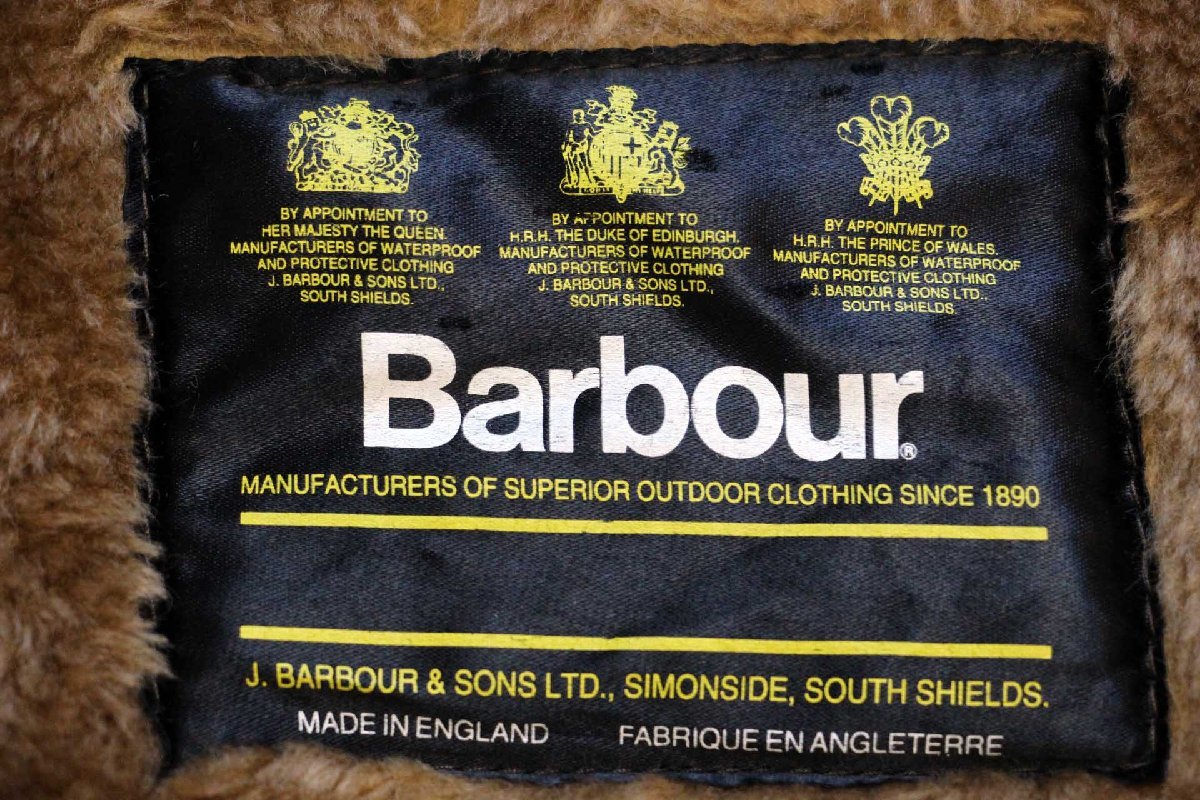 BY APPOINTMENT TO
HER MAJESTY THE QUEEN.
MANUFACTURERS OF WATERPROOF
AND PROTECTIVE CLOTHING
J. BARBOUR & SONS LTD.,
SOUTH SHIELDS.
BY APPOINTMENT TO
H.R.H. THE DUKE OF EDINBURGH.
MANUFACTURERS OF WATERPROOF
AND PROTECTIVE CLOTHING
J. BARBOUR & SONS LTD.,
SOUTH SHIELDS.
BY APPOINTMENT TO
H.R.H. THE PRINCE OF WALES.
MANUFACTURERS OF WATERPROOF
AND PROTECTIVE CLOTHING
J. BARBOUR & SONS LTD..
SOUTH SHIELDS.
Barbour®
MANUFACTURERS OF SUPERIOR OUTDOOR CLOTHING SINCE 1890
J. BARBOUR & SONS LTD., SIMONSIDE, SOUTH SHIELDS.
MADE IN ENGLAND FABRIQUE EN ANGLETERRE